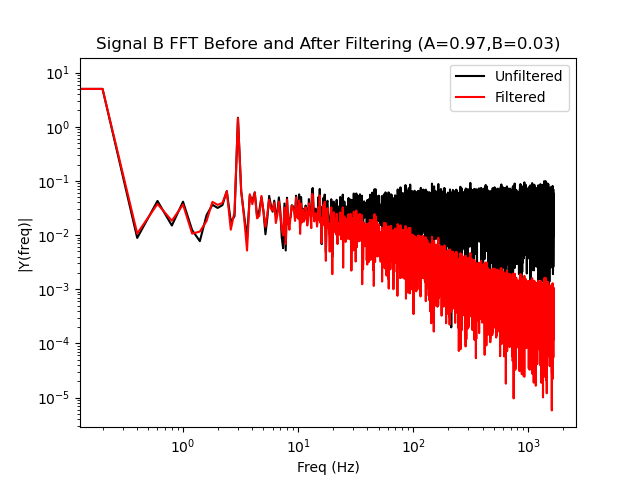 Signal B FFT Before and After Filtering (A=0.97,B=0.03)
Unfiltered
Filtered
|Y(freq)|
10¹
10⁰
10⁻¹
10⁻²
10⁻³
10⁻⁴
10⁻⁵
10⁰ 10¹ 10² 10³
Freq (Hz)